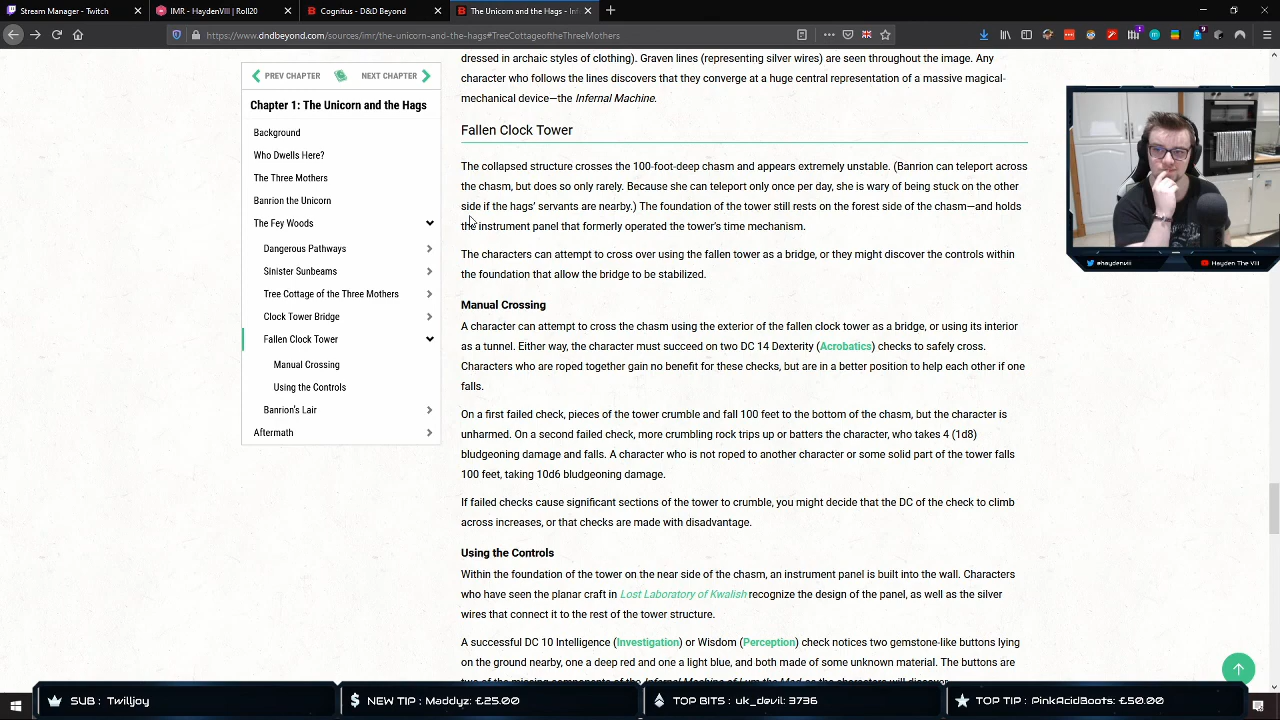 Stream Manager - Twitch
IMR - HaydenVIII | Roll20
Cognitus - D&D Beyond
The Unicorn and the Hags - Inf
https://www.dndbeyond.com/sources/imr/the-unicorn-and-the-hags#TreeCottageoftheThreeMothers
PREV CHAPTER
NEXT CHAPTER
Chapter 1: The Unicorn and the Hags
Background
Who Dwells Here?
The Three Mothers
Banrion the Unicorn
The Fey Woods
Dangerous Pathways
Sinister Sunbeams
Tree Cottage of the Three Mothers
Clock Tower Bridge
Fallen Clock Tower
Manual Crossing
Using the Controls
Banrion's Lair
Aftermath
dressed in archaic styles of clothing). Graven lines (representing silver wires) are seen throughout the image. Any
character who follows the lines discovers that they converge at a huge central representation of a massive magical-
mechanical device—the Infernal Machine.
Fallen Clock Tower
The collapsed structure crosses the 100-foot-deep chasm and appears extremely unstable. (Banrion can teleport across
the chasm, but does so only rarely. Because she can teleport only once per day, she is wary of being stuck on the other
side if the hags' servants are nearby.) The foundation of the tower still rests on the forest side of the chasm—and holds
the instrument panel that formerly operated the tower's time mechanism.
The characters can attempt to cross over using the fallen tower as a bridge, or they might discover the controls within
the foundation that allow the bridge to be stabilized.
Manual Crossing
A character can attempt to cross the chasm using the exterior of the fallen clock tower as a bridge, or using its interior
as a tunnel. Either way, the character must succeed on two DC 14 Dexterity (Acrobatics) checks to safely cross.
Characters who are roped together gain no benefit for these checks, but are in a better position to help each other if one
falls.
On a first failed check, pieces of the tower crumble and fall 100 feet to the bottom of the chasm, but the character is
unharmed. On a second failed check, more crumbling rock trips up or batters the character, who takes 4 (1d8)
bludgeoning damage and falls. A character who is not roped to another character or some solid part of the tower falls
100 feet, taking 10d6 bludgeoning damage.
If failed checks cause significant sections of the tower to crumble, you might decide that the DC of the check to climb
across increases, or that checks are made with disadvantage.
Using the Controls
Within the foundation of the tower on the near side of the chasm, an instrument panel is built into the wall. Characters
who have seen the planar craft in Lost Laboratory of Kwalish recognize the design of the panel, as well as the silver
wires that connect it to the rest of the tower structure.
A successful DC 10 Intelligence (Investigation) or Wisdom (Perception) check notices two gemstone-like buttons lying
on the ground nearby, one a deep red and one a light blue, and both made of some unknown material. The buttons are
two of the missing components of the Infernal Machine of Lum the Mad, as the characters will discover
ehaydenviii
Hayden The VIII
SUB : Twilljoy
NEW TIP : Maddyz: £25.00
TOP BITS : uk_devil: 3736
TOP TIP : PinkAcidBoots: £50.00